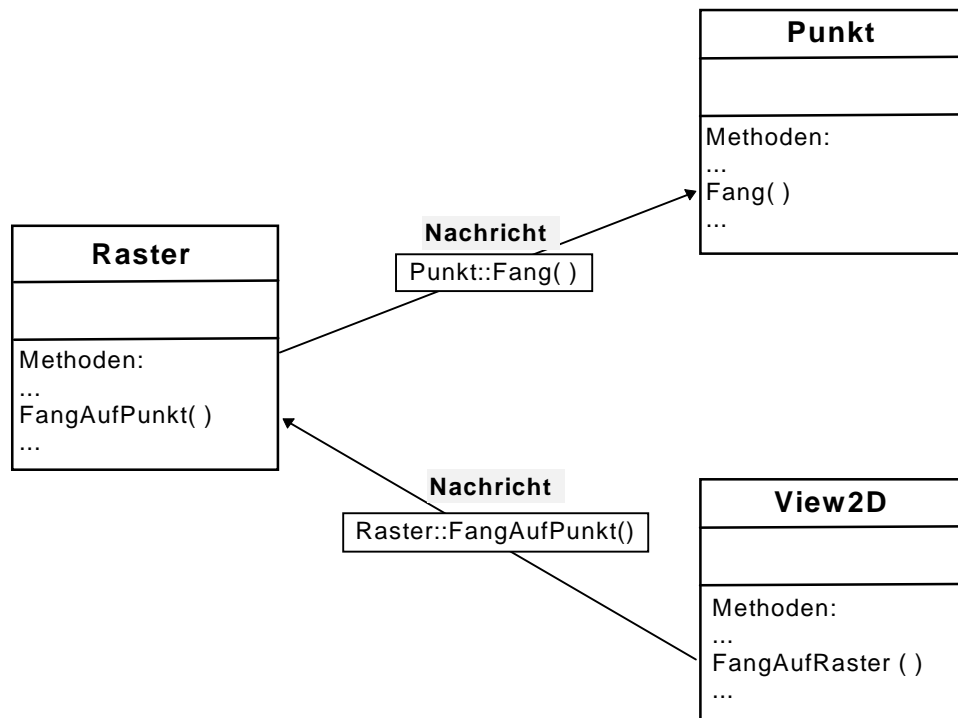 Punkt
Methoden:
...
Fang( )
...
Nachricht
Punkt::Fang( )
Raster
Methoden:
...
FangAufPunkt( )
...
Nachricht
Raster::FangAufPunkt()
View2D
Methoden:
...
FangAufRaster ( )
...